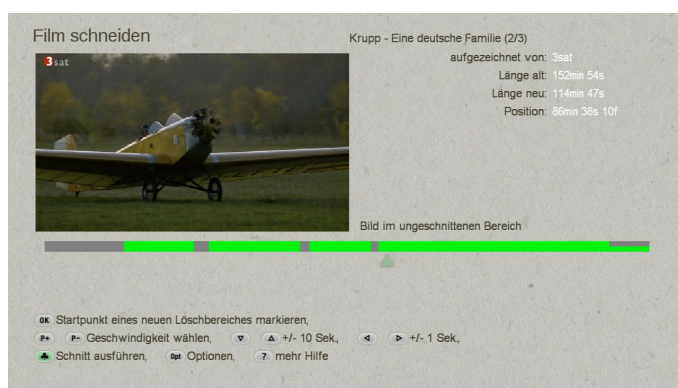 Film schneiden
Krupp - Eine deutsche Familie (2/3)
3sat
aufgezeichnet von: 3sat
Länge alt: 152min 54s
Länge neu: 114min 47s
Position: 86min 38s 10f
Bild im ungeschnittenen Bereich
OK Startpunkt eines neuen Löschbereiches markieren,
P+ P- Geschwindigkeit wählen, ▽ △ +/- 10 Sek., ◁ ▷ +/- 1 Sek.,
♣ Schnitt ausführen, Opt Optionen, ? mehr Hilfe